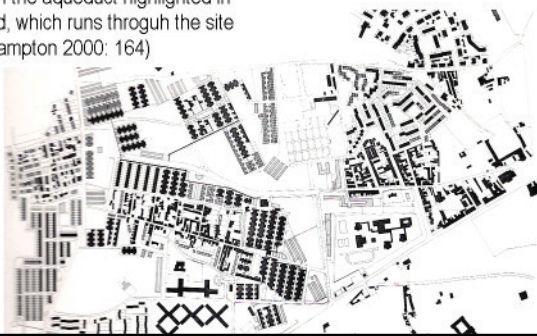 n the aqueduct highlighted in
d, which runs throguh the site
ampton 2000: 164)